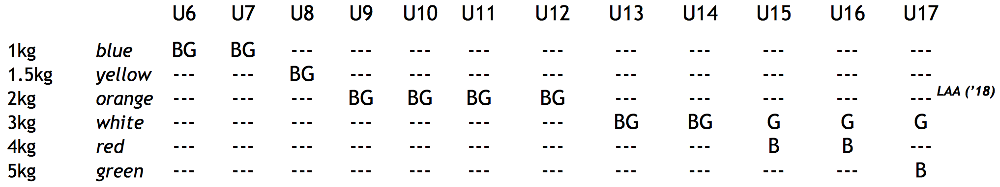 U6 U7 U8 U9 U10 U11 U12 U13 U14 U15 U16 U17
1kg blue BG BG --- --- --- --- --- --- --- --- --- ---
1.5kg yellow --- --- BG --- --- --- --- --- --- --- --- ---
2kg orange --- --- --- BG BG BG BG --- --- --- --- --- LAA (’18)
3kg white --- --- --- --- --- --- --- BG BG G G G
4kg red --- --- --- --- --- --- --- --- --- B B ---
5kg green --- --- --- --- --- --- --- --- --- --- --- B